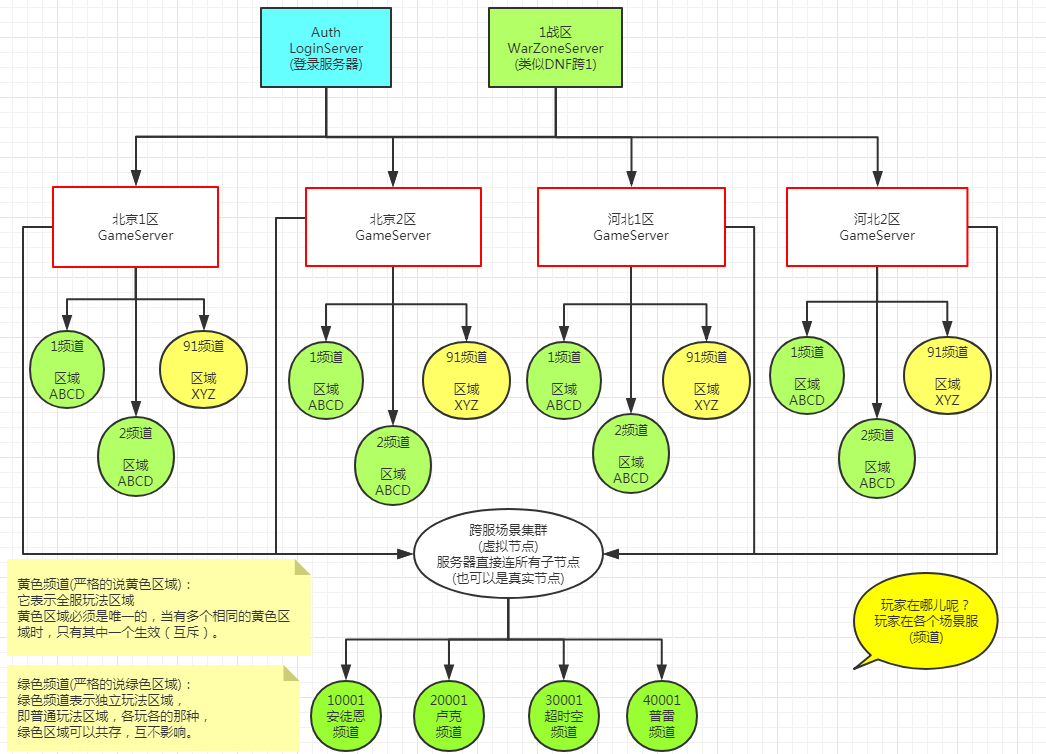 Auth
LoginServer
(登录服务器)
1战区
WarZoneServer
(类似DNF跨1)
北京1区
GameServer
北京2区
GameServer
河北1区
GameServer
河北2区
GameServer
1频道
区域
ABCD
91频道
区域
XYZ
2频道
区域
ABCD
1频道
区域
ABCD
91频道
区域
XYZ
2频道
区域
ABCD
1频道
区域
ABCD
91频道
区域
XYZ
2频道
区域
ABCD
1频道
区域
ABCD
91频道
区域
XYZ
2频道
区域
ABCD
跨服场景集群
(虚拟节点)
服务器直接连所有子节点
(也可以是真实节点)
黄色频道(严格的说黄色区域)：
它表示全服玩法区域
黄色区域必须是唯一的，当有多个相同的黄色区
域时，只有其中一个生效（互斥）。
玩家在哪儿呢？
玩家在各个场景服
(频道)
绿色频道(严格的说绿色区域)：
绿色频道表示独立玩法区域，
即普通玩法区域，各玩各的那种，
绿色区域可以共存，互不影响。
10001
安徒恩
频道
20001
卢克
频道
30001
超时空
频道
40001
普雷
频道